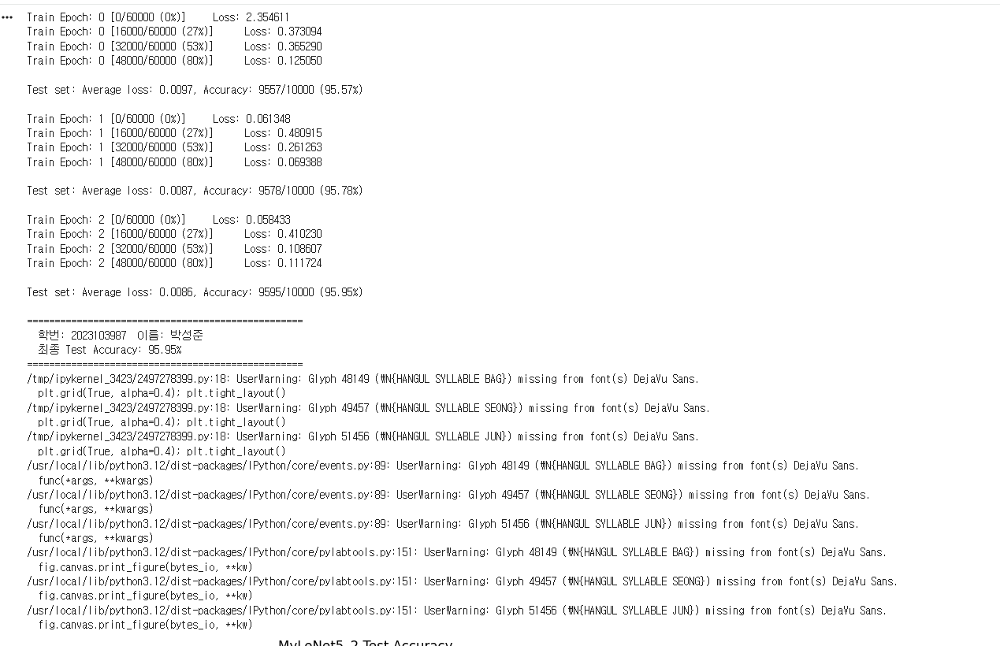 •••
Train Epoch: 0 [0/60000 (0%)] Loss: 2.354611
Train Epoch: 0 [16000/60000 (27%)] Loss: 0.373094
Train Epoch: 0 [32000/60000 (53%)] Loss: 0.365290
Train Epoch: 0 [48000/60000 (80%)] Loss: 0.125050
Test set: Average loss: 0.0097, Accuracy: 9557/10000 (95.57%)
Train Epoch: 1 [0/60000 (0%)] Loss: 0.061348
Train Epoch: 1 [16000/60000 (27%)] Loss: 0.480915
Train Epoch: 1 [32000/60000 (53%)] Loss: 0.261263
Train Epoch: 1 [48000/60000 (80%)] Loss: 0.069388
Test set: Average loss: 0.0087, Accuracy: 9578/10000 (95.78%)
Train Epoch: 2 [0/60000 (0%)] Loss: 0.058433
Train Epoch: 2 [16000/60000 (27%)] Loss: 0.410230
Train Epoch: 2 [32000/60000 (53%)] Loss: 0.108607
Train Epoch: 2 [48000/60000 (80%)] Loss: 0.111724
Test set: Average loss: 0.0086, Accuracy: 9595/10000 (95.95%)
==================================================
학번: 2023103987 이름: 박성준
최종 Test Accuracy: 95.95%
==================================================
/tmp/ipykernel_3423/2497278399.py:18: UserWarning: Glyph 48149 (₩N{HANGUL SYLLABLE BAG}) missing from font(s) DejaVu Sans.
plt.grid(True, alpha=0.4); plt.tight_layout()
/tmp/ipykernel_3423/2497278399.py:18: UserWarning: Glyph 49457 (₩N{HANGUL SYLLABLE SEONG}) missing from font(s) DejaVu Sans.
plt.grid(True, alpha=0.4); plt.tight_layout()
/tmp/ipykernel_3423/2497278399.py:18: UserWarning: Glyph 51456 (₩N{HANGUL SYLLABLE JUN}) missing from font(s) DejaVu Sans.
plt.grid(True, alpha=0.4); plt.tight_layout()
/usr/local/lib/python3.12/dist-packages/IPython/core/events.py:89: UserWarning: Glyph 48149 (₩N{HANGUL SYLLABLE BAG}) missing from font(s) DejaVu Sans.
func(*args, **kwargs)
/usr/local/lib/python3.12/dist-packages/IPython/core/events.py:89: UserWarning: Glyph 49457 (₩N{HANGUL SYLLABLE SEONG}) missing from font(s) DejaVu Sans.
func(*args, **kwargs)
/usr/local/lib/python3.12/dist-packages/IPython/core/events.py:89: UserWarning: Glyph 51456 (₩N{HANGUL SYLLABLE JUN}) missing from font(s) DejaVu Sans.
func(*args, **kwargs)
/usr/local/lib/python3.12/dist-packages/IPython/core/pylabtools.py:151: UserWarning: Glyph 48149 (₩N{HANGUL SYLLABLE BAG}) missing from font(s) DejaVu Sans.
fig.canvas.print_figure(bytes_io, **kw)
/usr/local/lib/python3.12/dist-packages/IPython/core/pylabtools.py:151: UserWarning: Glyph 49457 (₩N{HANGUL SYLLABLE SEONG}) missing from font(s) DejaVu Sans.
fig.canvas.print_figure(bytes_io, **kw)
/usr/local/lib/python3.12/dist-packages/IPython/core/pylabtools.py:151: UserWarning: Glyph 51456 (₩N{HANGUL SYLLABLE JUN}) missing from font(s) DejaVu Sans.
fig.canvas.print_figure(bytes_io, **kw)
MyLeNet5_2 Test Accuracy